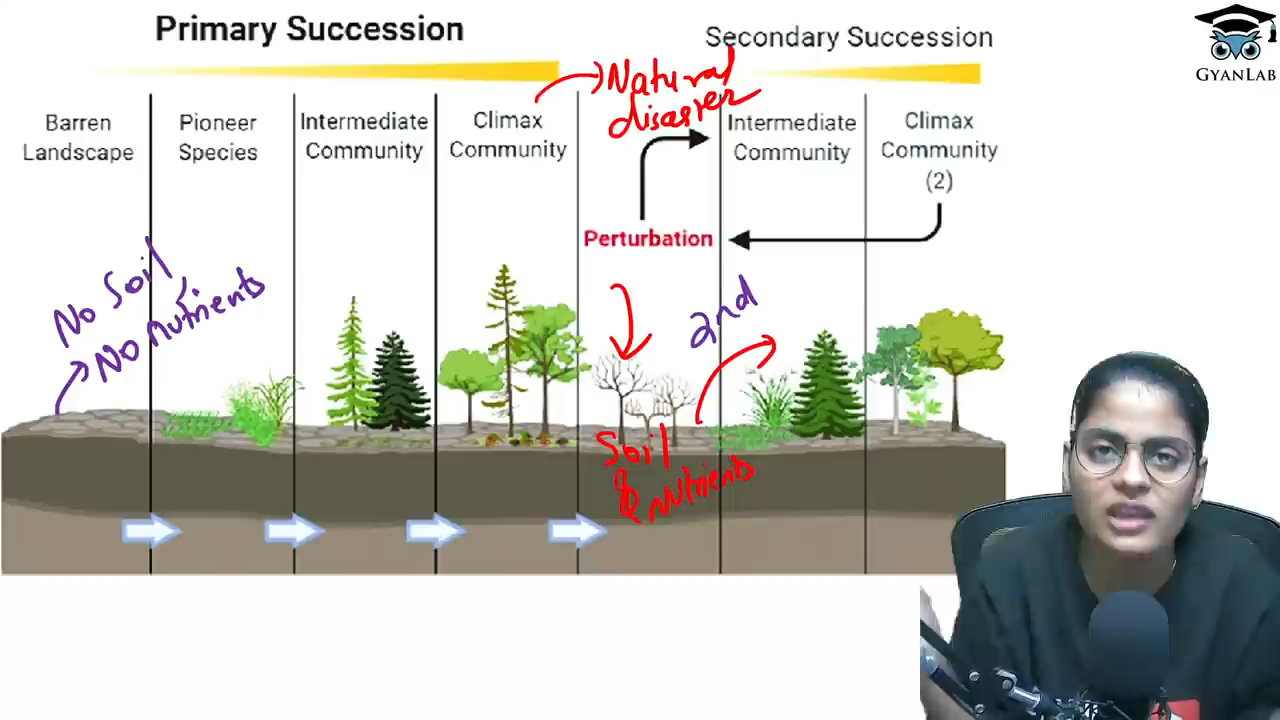 Primary Succession
Secondary Succession
GYANLAB
Natural
disaster
Barren
Landscape
Pioneer
Species
Intermediate
Community
Climax
Community
Intermediate
Community
Climax
Community
(2)
Perturbation
No Soil
No nutrients
2nd
Soil
& nutrients